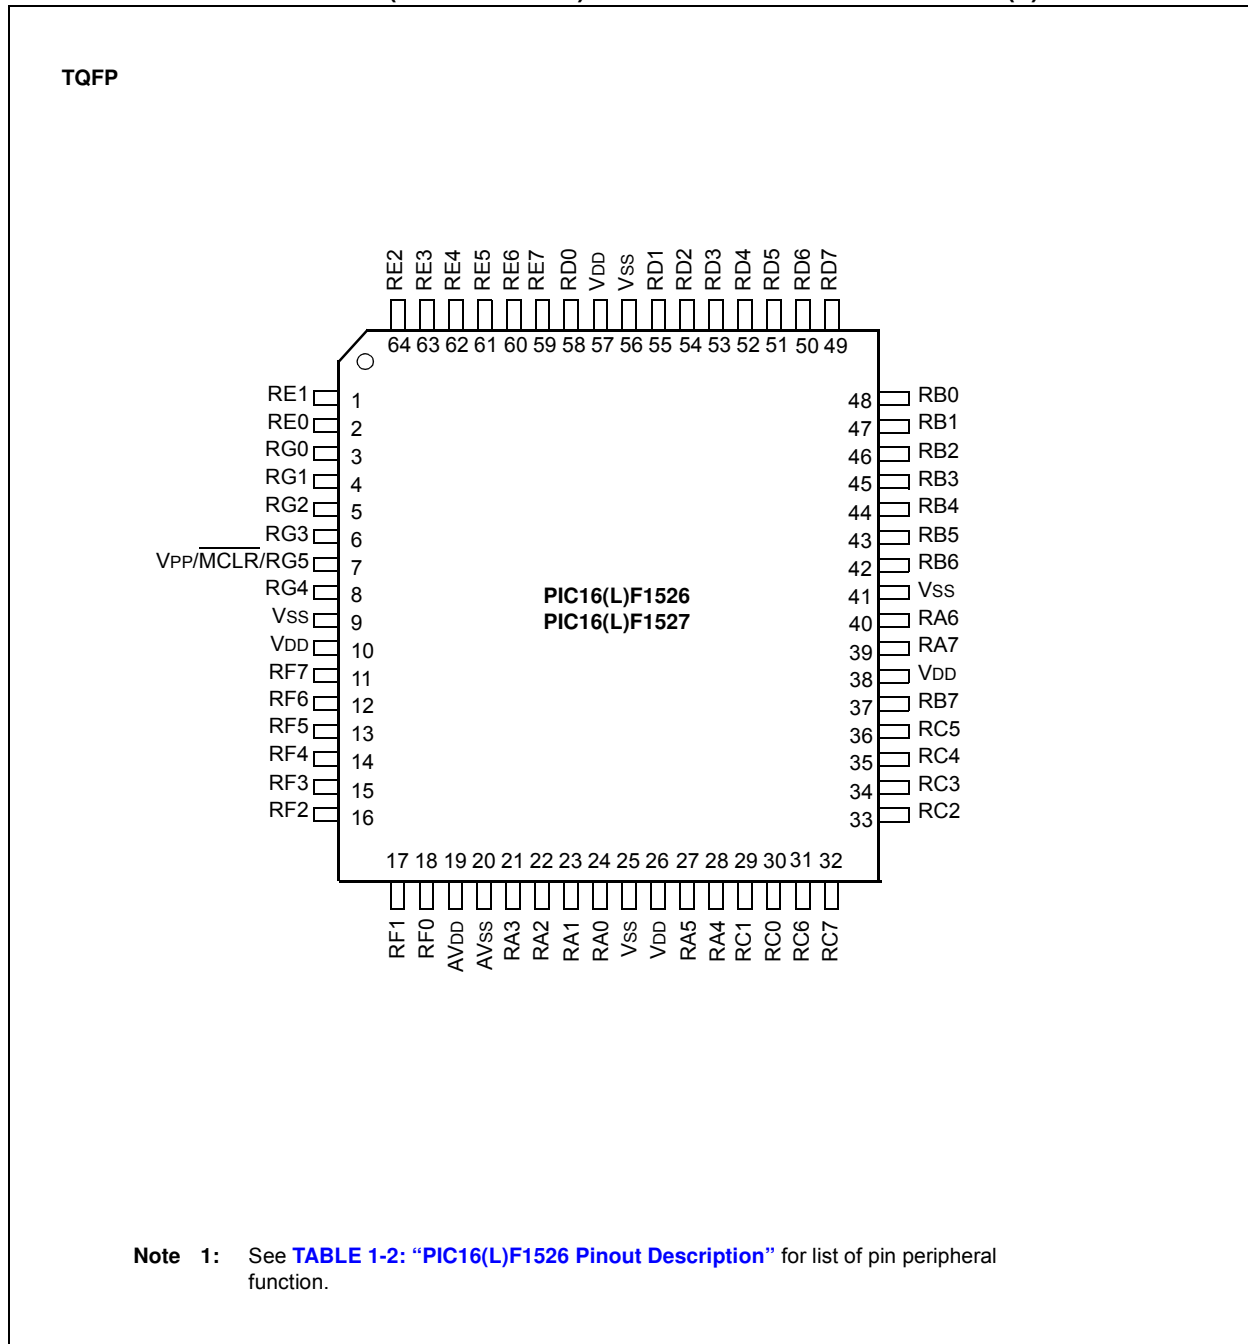 TQFP
RE2
RE3
RE4
RE5
RE6
RE7
RD0
VDD
VSS
RD1
RD2
RD3
RD4
RD5
RD6
RD7
64 63 62 61 60 59 58 57 56 55 54 53 52 51 50 49
RE1 1
RE0 2
RG0 3
RG1 4
RG2 5
RG3 6
VPP/MCLR/RG5 7
RG4 8
VSS 9
VDD 10
RF7 11
RF6 12
RF5 13
RF4 14
RF3 15
RF2 16
PIC16(L)F1526
PIC16(L)F1527
48 RB0
47 RB1
46 RB2
45 RB3
44 RB4
43 RB5
42 RB6
41 VSS
40 RA6
39 RA7
38 VDD
37 RB7
36 RC5
35 RC4
34 RC3
33 RC2
17 18 19 20 21 22 23 24 25 26 27 28 29 30 31 32
RF1
RF0
AVDD
AVSS
RA3
RA2
RA1
RA0
VSS
VDD
RA5
RA4
RC1
RC0
RC6
RC7
Note 1: See TABLE 1-2: “PIC16(L)F1526 Pinout Description” for list of pin peripheral
function.